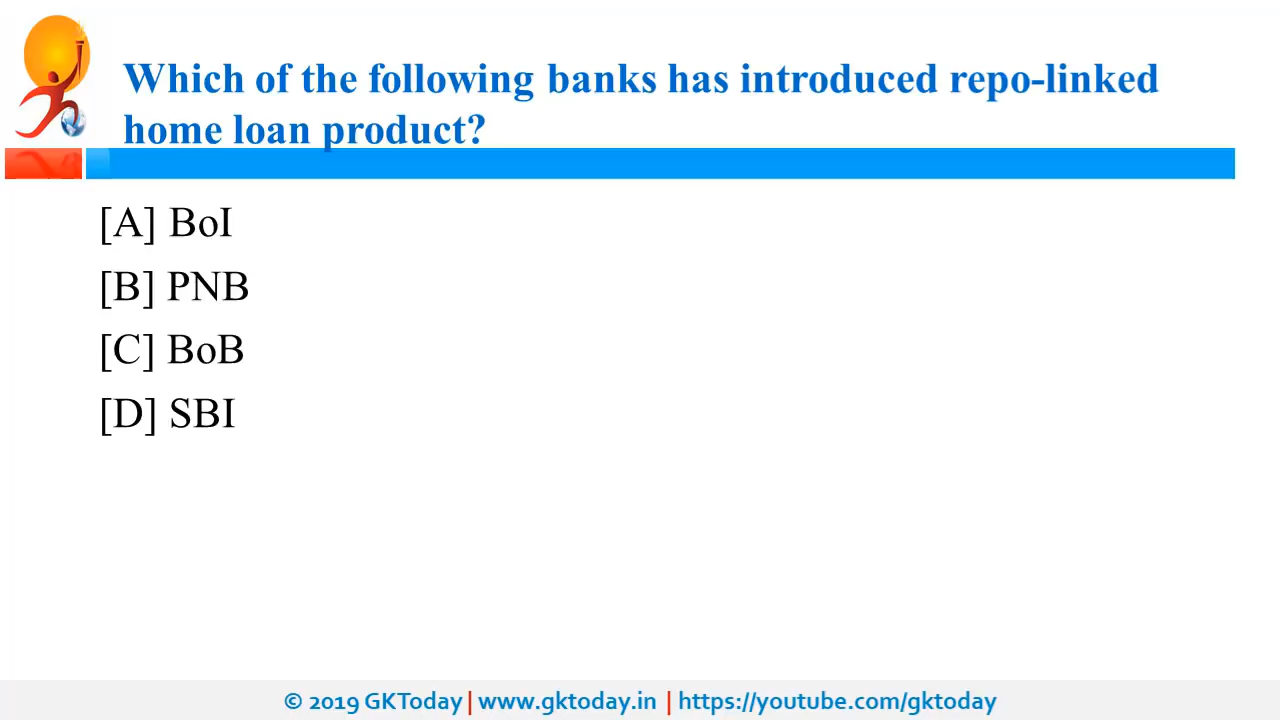 Which of the following banks has introduced repo-linked
home loan product?
[A] BoI
[B] PNB
[C] BoB
[D] SBI
© 2019 GKToday | www.gktoday.in | https://youtube.com/gktoday